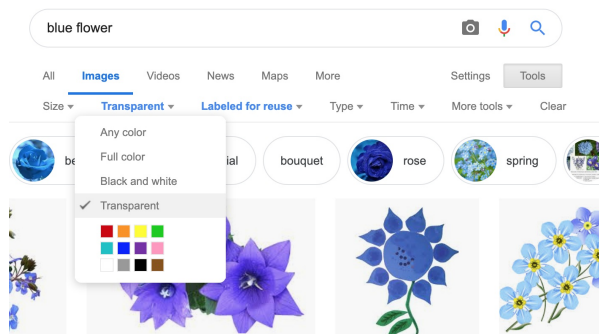 blue flower
All Images Videos News Maps More Settings Tools
Size Transparent Labeled for reuse Type Time More tools Clear
Any color
Full color
Black and white
Transparent
bouquet rose spring